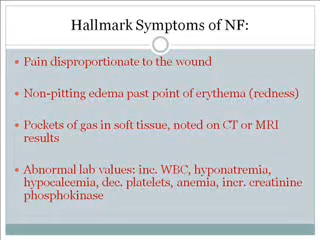 Hallmark Symptoms of NF:
Pain disproportionate to the wound
Non-pitting edema past point of erythema (redness)
Pockets of gas in soft tissue, noted on CT or MRI
results
Abnormal lab values: inc. WBC, hyponatremia,
hypocalcemia, dec. platelets, anemia, incr. creatinine
phosphokinase